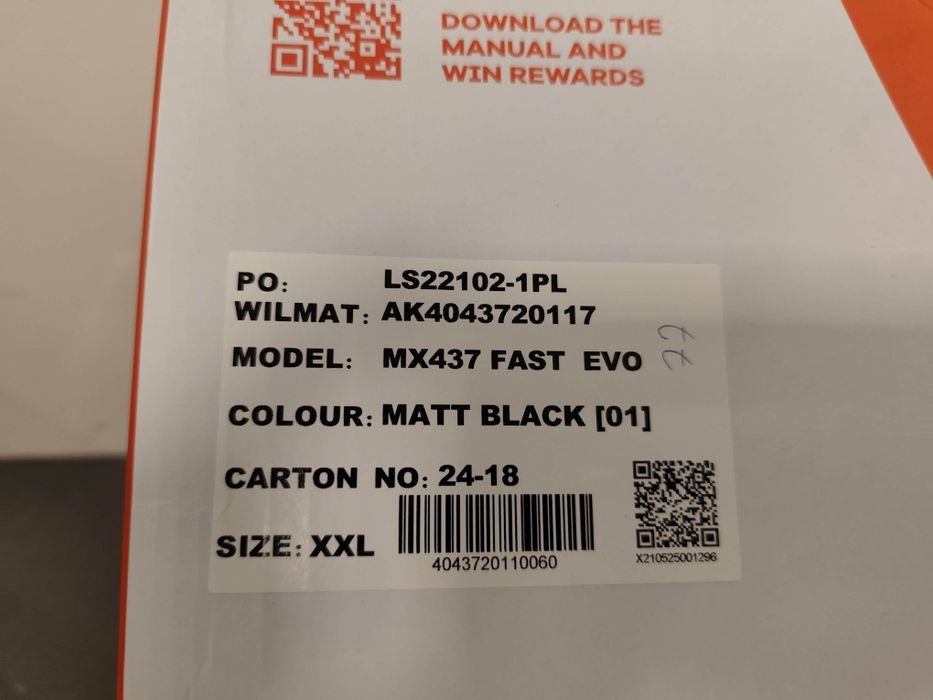 DOWNLOAD THE
MANUAL AND
WIN REWARDS
PO: LS22102-1PL
WILMAT: AK4043720117
MODEL: MX437 FAST EVO
COLOUR: MATT BLACK [01]
CARTON NO: 24-18
SIZE: XXL
4043720110060
X210525001296